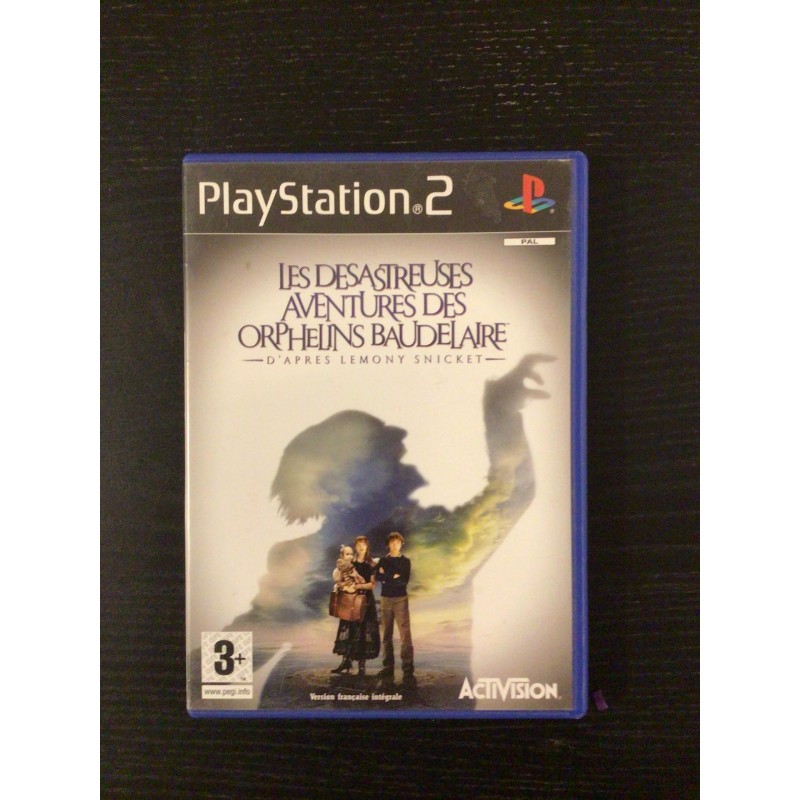 PlayStation®2
PAL
LES DESASTREUSES
AVENTURES DES
ORPHELINS BAUDELAIRE™
D'APRES LEMONY SNICKET
3+
www.pegi.info
Version française intégrale
ACTIVISION